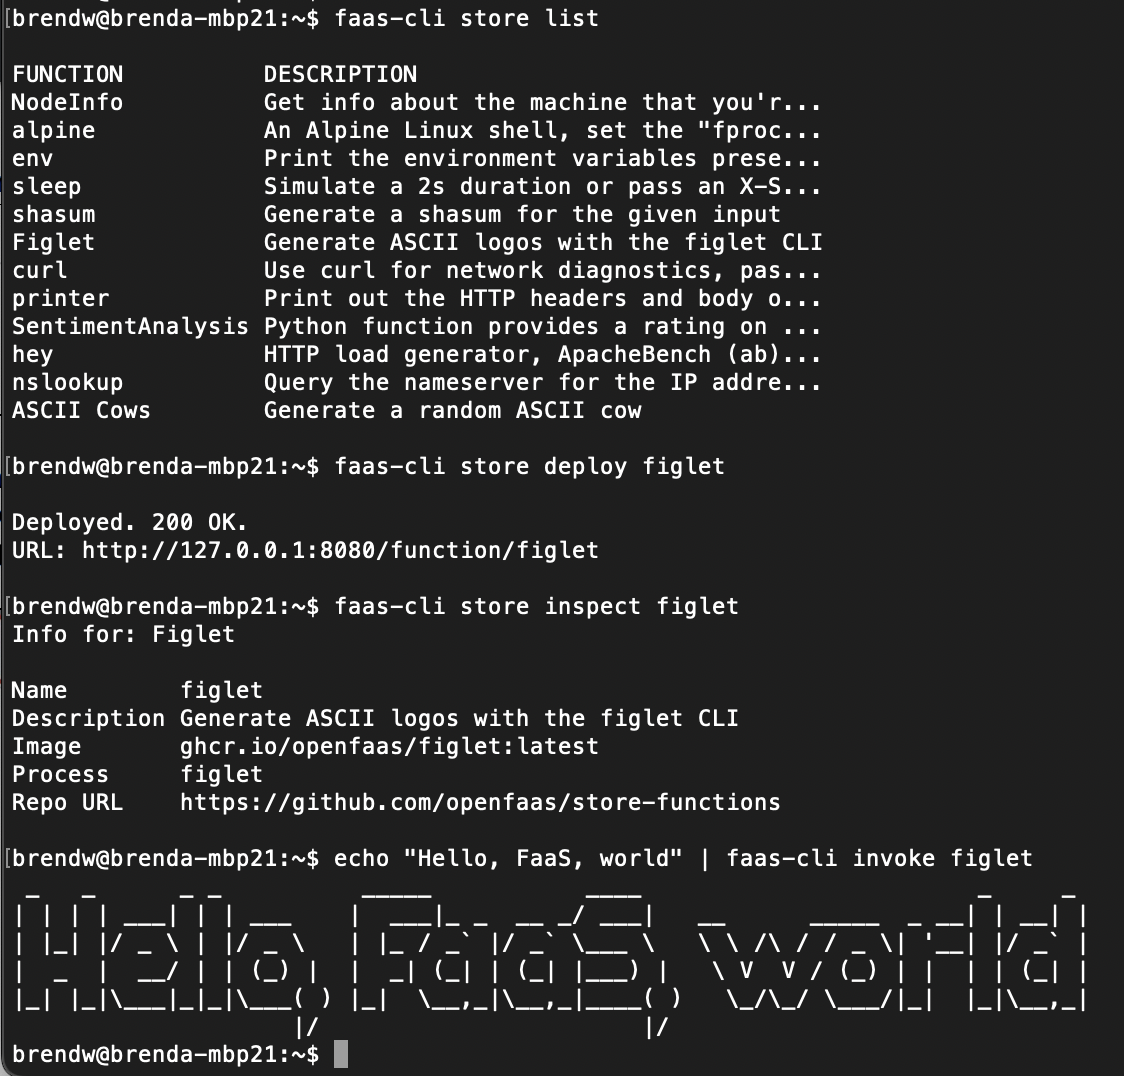 [brendw@brenda-mbp21:~$ faas-cli store list

FUNCTION          DESCRIPTION
NodeInfo          Get info about the machine that you'r...
alpine            An Alpine Linux shell, set the "fproc...
env               Print the environment variables prese...
sleep             Simulate a 2s duration or pass an X-S...
shasum            Generate a shasum for the given input
Figlet            Generate ASCII logos with the figlet CLI
curl              Use curl for network diagnostics, pas...
printer           Print out the HTTP headers and body o...
SentimentAnalysis Python function provides a rating on ...
hey               HTTP load generator, ApacheBench (ab)...
nslookup          Query the nameserver for the IP addre...
ASCII Cows        Generate a random ASCII cow

[brendw@brenda-mbp21:~$ faas-cli store deploy figlet

Deployed. 200 OK.
URL: http://127.0.0.1:8080/function/figlet

[brendw@brenda-mbp21:~$ faas-cli store inspect figlet
Info for: Figlet

Name        figlet
Description Generate ASCII logos with the figlet CLI
Image       ghcr.io/openfaas/figlet:latest
Process     figlet
Repo URL    https://github.com/openfaas/store-functions

[brendw@brenda-mbp21:~$ echo "Hello, FaaS, world" | faas-cli invoke figlet
Hello, FaaS, world
brendw@brenda-mbp21:~$